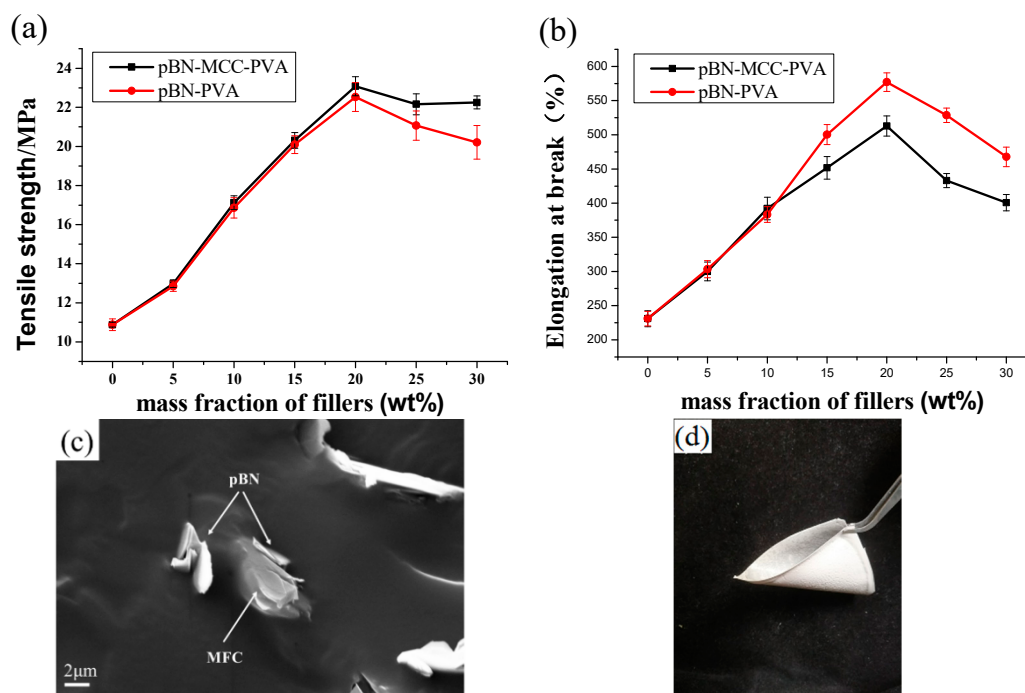 (a)
pBN-MCC-PVA
pBN-PVA
Tensile strength/MPa
24
22
20
18
16
14
12
10
0 5 10 15 20 25 30
mass fraction of fillers (wt%)
(b)
pBN-MCC-PVA
pBN-PVA
Elongation at break (%)
600
550
500
450
400
350
300
250
200
0 5 10 15 20 25 30
mass fraction of fillers (wt%)
(c)
pBN
MFC
2μm
(d)